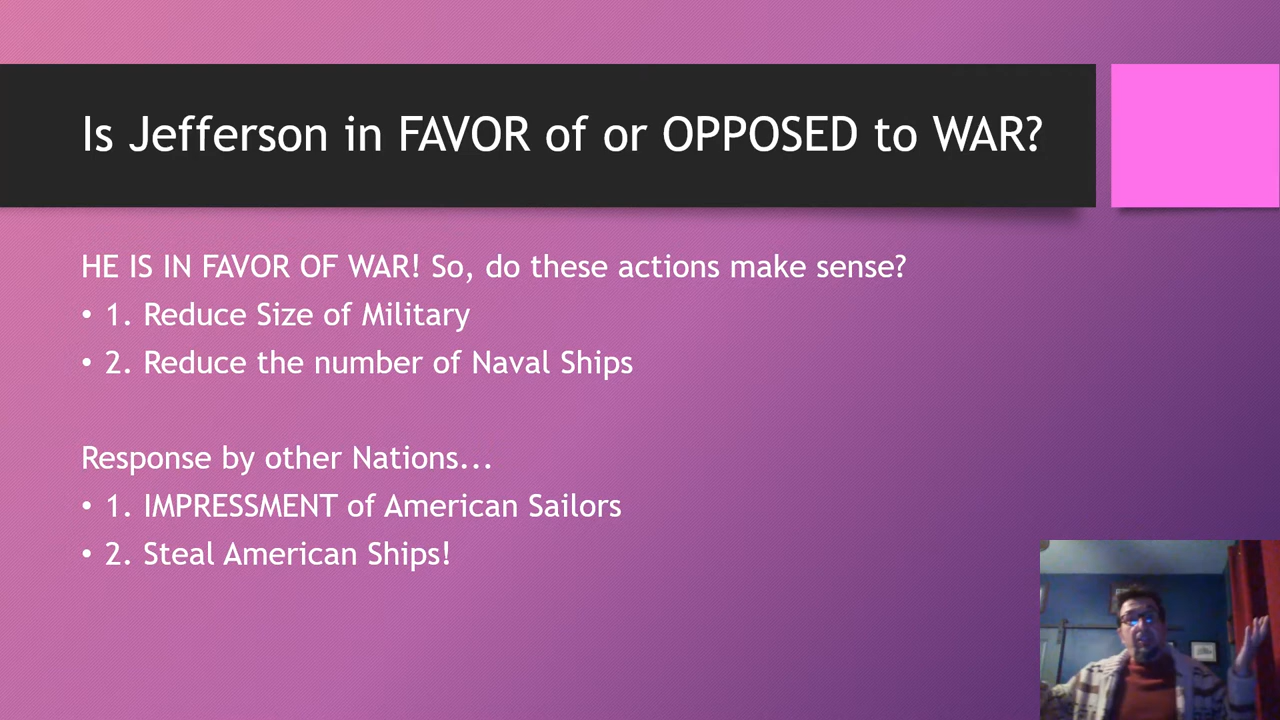 Is Jefferson in FAVOR of or OPPOSED to WAR?
HE IS IN FAVOR OF WAR! So, do these actions make sense?
• 1. Reduce Size of Military
• 2. Reduce the number of Naval Ships
Response by other Nations...
• 1. IMPRESSMENT of American Sailors
• 2. Steal American Ships!